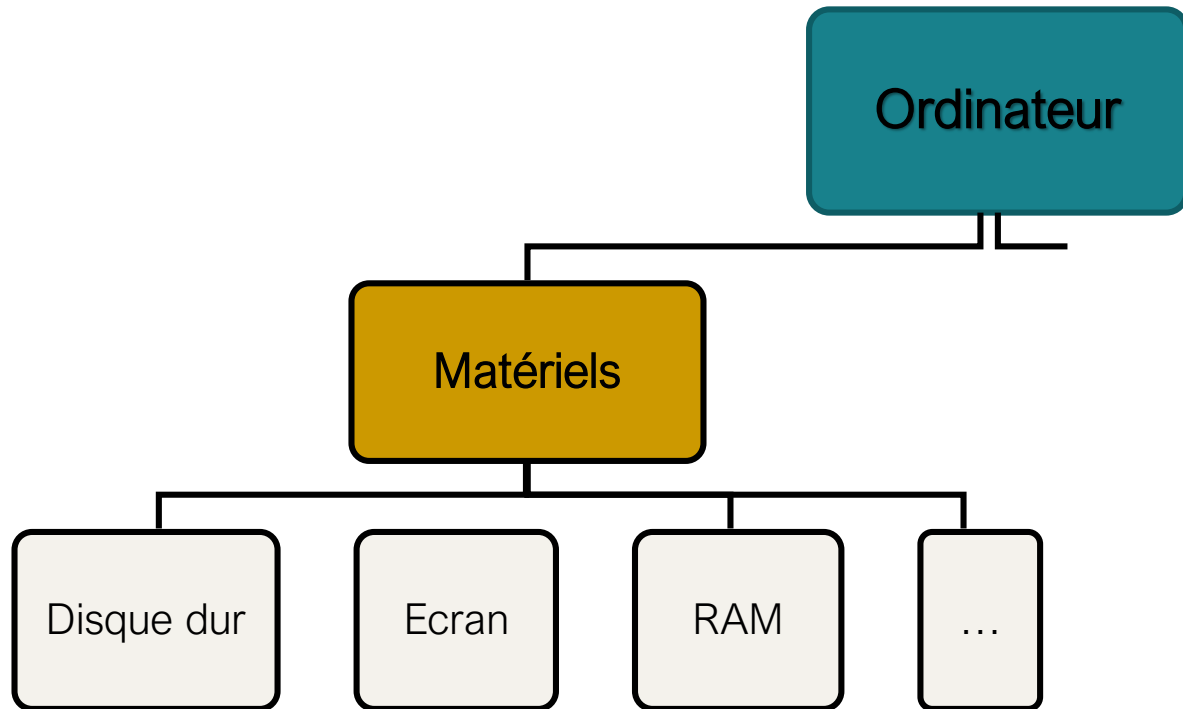 Ordinateur
Matériels
Disque dur
Ecran
RAM
…